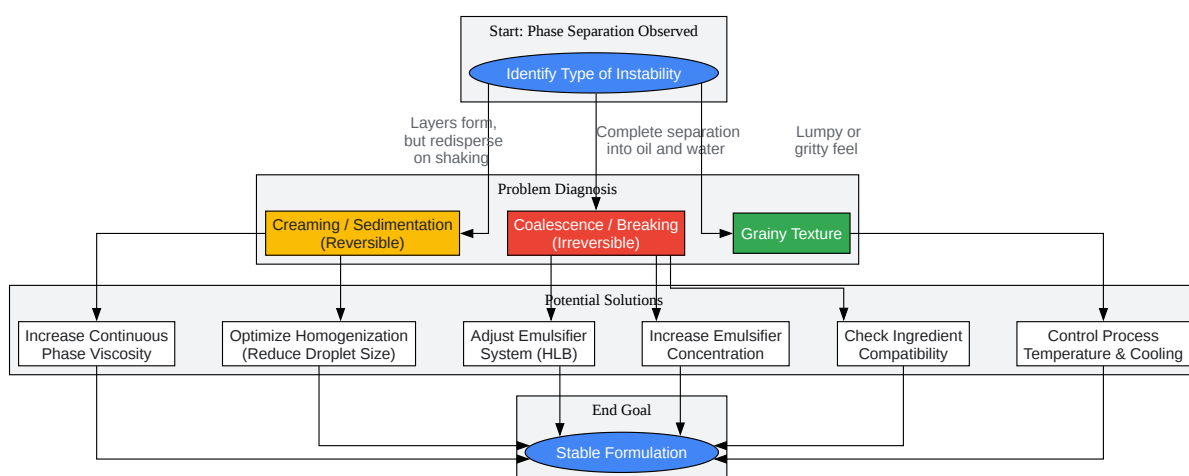 Start: Phase Separation Observed
Identify Type of Instability
Layers form,
but redisperse
on shaking
Complete separation
into oil and water
Lumpy or
gritty feel
Problem Diagnosis
Creaming / Sedimentation
(Reversible)
Coalescence / Breaking
(Irreversible)
Grainy Texture
Potential Solutions
Increase Continuous
Phase Viscosity
Optimize Homogenization
(Reduce Droplet Size)
Adjust Emulsifier
System (HLB)
Increase Emulsifier
Concentration
Check Ingredient
Compatibility
Control Process
Temperature & Cooling
End Goal
Stable Formulation